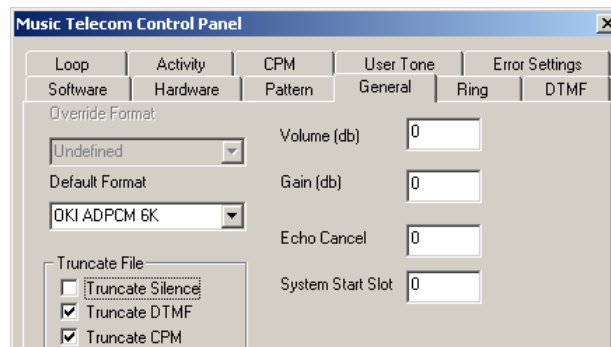 Music Telecom Control Panel
Loop Activity CPM User Tone Error Settings
Software Hardware Pattern General Ring DTMF
Override Format
Undefined
Default Format
OKI ADPCM 6K
Truncate File
Truncate Silence
Truncate DTMF
Truncate CPM
Volume (db) 0
Gain (db) 0
Echo Cancel 0
System Start Slot 0